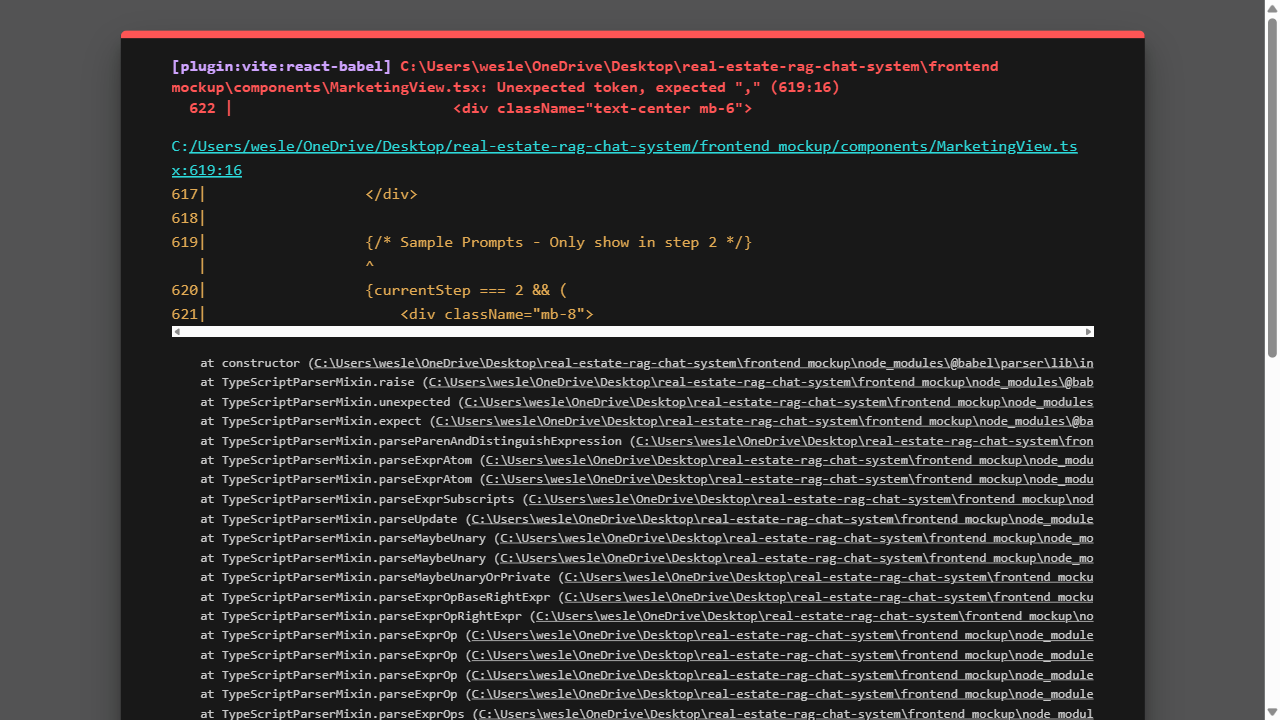 [plugin:vite:react-babel] C:\Users\wesle\OneDrive\Desktop\real-estate-rag-chat-system\frontend
mockup\components\MarketingView.tsx: Unexpected token, expected "," (619:16)
622 | <div className="text-center mb-6">
C:/Users/wesle/OneDrive/Desktop/real-estate-rag-chat-system/frontend mockup/components/MarketingView.ts
x:619:16
617| </div>
618|
619| {/* Sample Prompts - Only show in step 2 */}
| ^
620| {currentStep === 2 && (
621| <div className="mb-8">
at constructor (C:\Users\wesle\OneDrive\Desktop\real-estate-rag-chat-system\frontend mockup\node_modules\@babel\parser\lib\in
at TypeScriptParserMixin.raise (C:\Users\wesle\OneDrive\Desktop\real-estate-rag-chat-system\frontend mockup\node_modules\@bab
at TypeScriptParserMixin.unexpected (C:\Users\wesle\OneDrive\Desktop\real-estate-rag-chat-system\frontend mockup\node_modules
at TypeScriptParserMixin.expect (C:\Users\wesle\OneDrive\Desktop\real-estate-rag-chat-system\frontend mockup\node_modules\@ba
at TypeScriptParserMixin.parseParenAndDistinguishExpression (C:\Users\wesle\OneDrive\Desktop\real-estate-rag-chat-system\fron
at TypeScriptParserMixin.parseExprAtom (C:\Users\wesle\OneDrive\Desktop\real-estate-rag-chat-system\frontend mockup\node_modu
at TypeScriptParserMixin.parseExprAtom (C:\Users\wesle\OneDrive\Desktop\real-estate-rag-chat-system\frontend mockup\node_modu
at TypeScriptParserMixin.parseExprSubscripts (C:\Users\wesle\OneDrive\Desktop\real-estate-rag-chat-system\frontend mockup\nod
at TypeScriptParserMixin.parseUpdate (C:\Users\wesle\OneDrive\Desktop\real-estate-rag-chat-system\frontend mockup\node_module
at TypeScriptParserMixin.parseMaybeUnary (C:\Users\wesle\OneDrive\Desktop\real-estate-rag-chat-system\frontend mockup\node_mo
at TypeScriptParserMixin.parseMaybeUnary (C:\Users\wesle\OneDrive\Desktop\real-estate-rag-chat-system\frontend mockup\node_mo
at TypeScriptParserMixin.parseMaybeUnaryOrPrivate (C:\Users\wesle\OneDrive\Desktop\real-estate-rag-chat-system\frontend mocku
at TypeScriptParserMixin.parseExprOpBaseRightExpr (C:\Users\wesle\OneDrive\Desktop\real-estate-rag-chat-system\frontend mocku
at TypeScriptParserMixin.parseExprOpRightExpr (C:\Users\wesle\OneDrive\Desktop\real-estate-rag-chat-system\frontend mockup\no
at TypeScriptParserMixin.parseExprOp (C:\Users\wesle\OneDrive\Desktop\real-estate-rag-chat-system\frontend mockup\node_module
at TypeScriptParserMixin.parseExprOp (C:\Users\wesle\OneDrive\Desktop\real-estate-rag-chat-system\frontend mockup\node_module
at TypeScriptParserMixin.parseExprOp (C:\Users\wesle\OneDrive\Desktop\real-estate-rag-chat-system\frontend mockup\node_module
at TypeScriptParserMixin.parseExprOp (C:\Users\wesle\OneDrive\Desktop\real-estate-rag-chat-system\frontend mockup\node_module
at TypeScriptParserMixin.parseExprOps (C:\Users\wesle\OneDrive\Desktop\real-estate-rag-chat-system\frontend mockup\node_modul